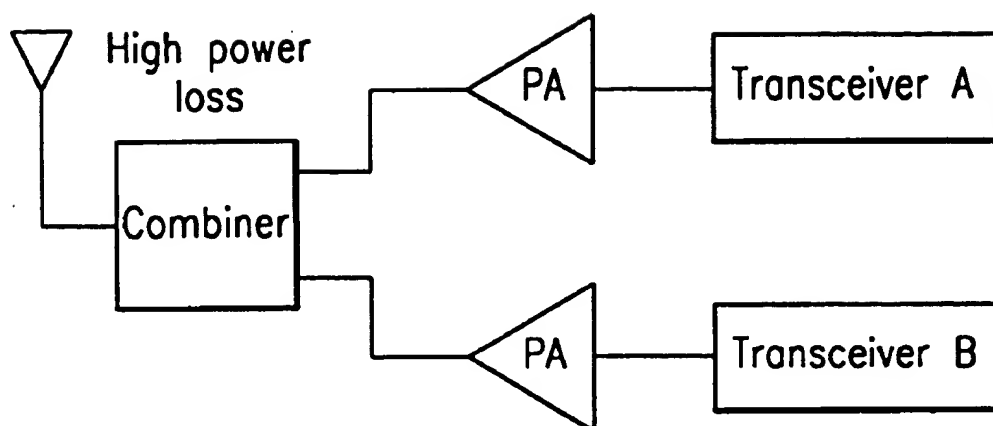 High power
loss
PA
Transceiver A
Combiner
PA
Transceiver B